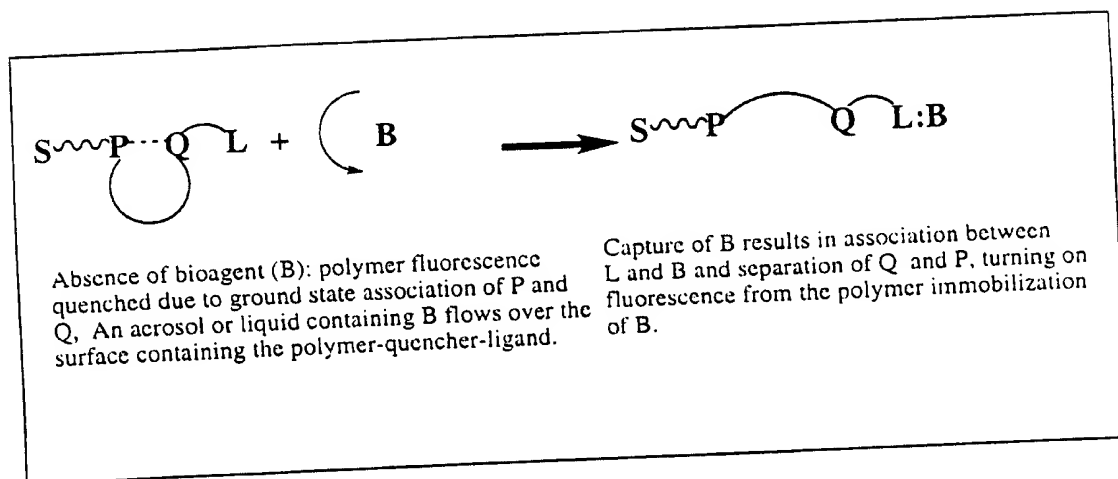 S P Q L + B S P Q L:B
Absence of bioagent (B): polymer fluorescence
quenched due to ground state association of P and
Q, An aerosol or liquid containing B flows over the
surface containing the polymer-quencher-ligand.
Capture of B results in association between
L and B and separation of Q and P, turning on
fluorescence from the polymer immobilization
of B.